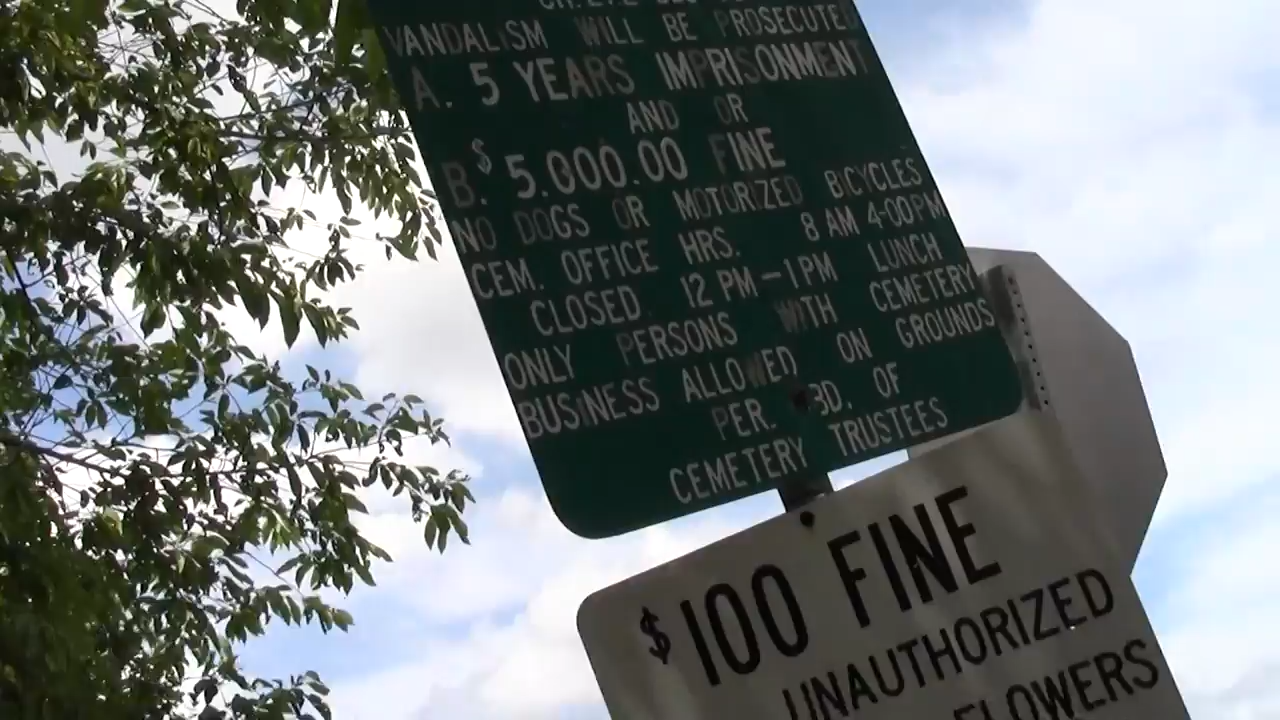 VANDALISM WILL BE PROSECUTED
A. 5 YEARS IMPRISONMENT
AND OR
B. $5.000.00 FINE
NO DOGS OR MOTORIZED BICYCLES
CEM. OFFICE HRS. 8 AM 4-00PM
CLOSED 12 PM-1PM LUNCH
ONLY PERSONS WITH CEMETERY
BUSINESS ALLOWED ON GROUNDS
PER. BD. OF
CEMETERY TRUSTEES
$100 FINE
UNAUTHORIZED
FLOWERS